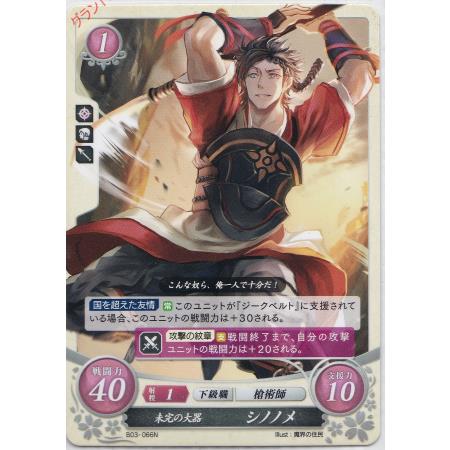 グランド
1
こんな奴ら、俺一人で十分だ!
国を超えた友情 常 このユニットが『ジークベルト』に支援されて
いる場合、このユニットの戦闘力は+30される。
攻撃の紋章 支 戦闘終了まで、自分の攻撃
ユニットの戦闘力は+20される。
戦闘力
40
射程 1
下級職
槍術師
支援力
10
未完の大器
シノノメ
B03-066N
Illust:魔界の住民